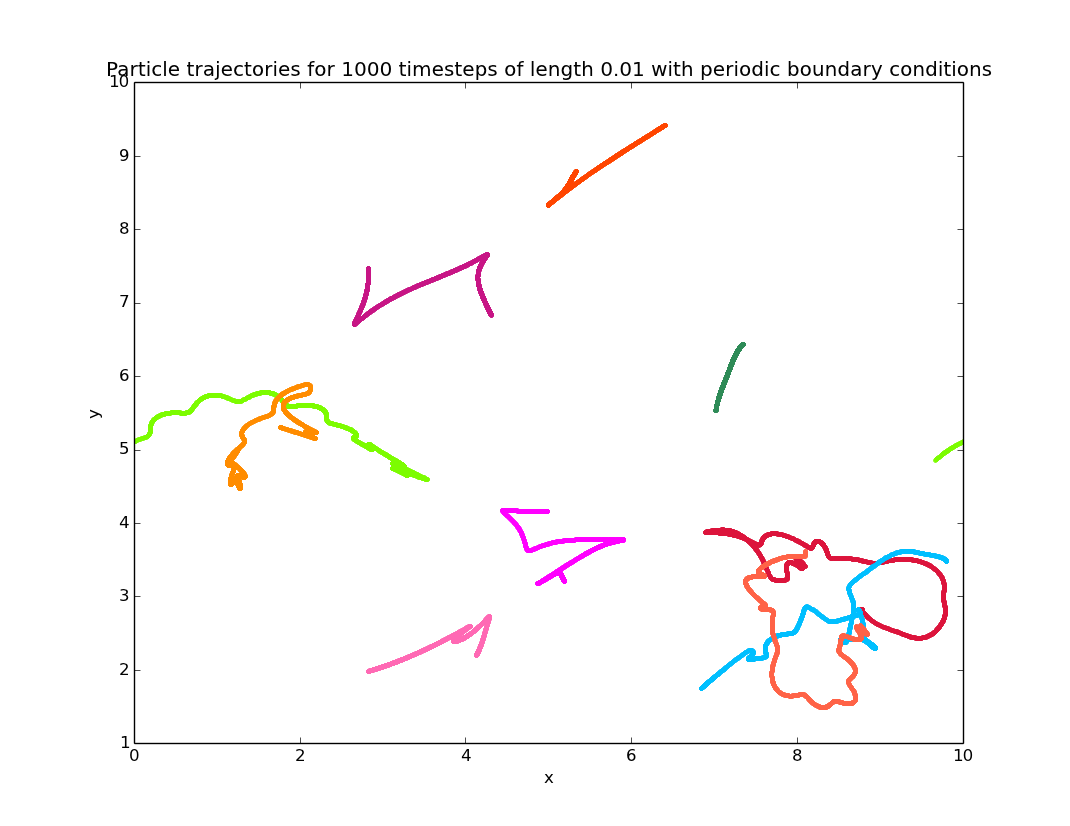 Particle trajectories for 1000 timesteps of length 0.01 with periodic boundary conditions
10
9
8
7
6
5
4
3
2
1
y
0 2 4 6 8 10
x